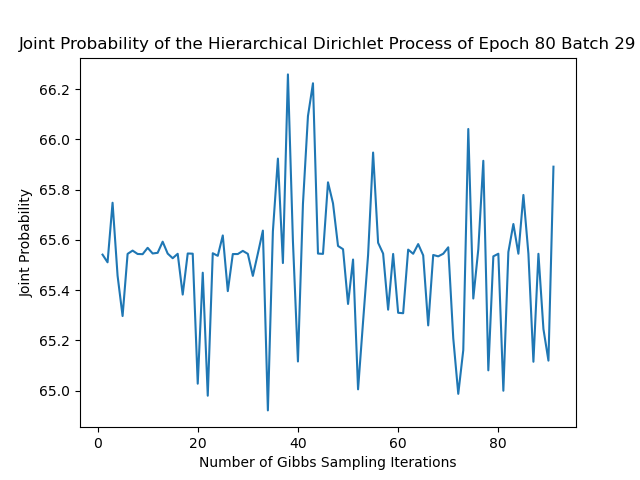 Joint Probability of the Hierarchical Dirichlet Process of Epoch 80 Batch 29
66.2
66.0
65.8
65.6
65.4
65.2
65.0
Joint Probability
0 20 40 60 80
Number of Gibbs Sampling Iterations